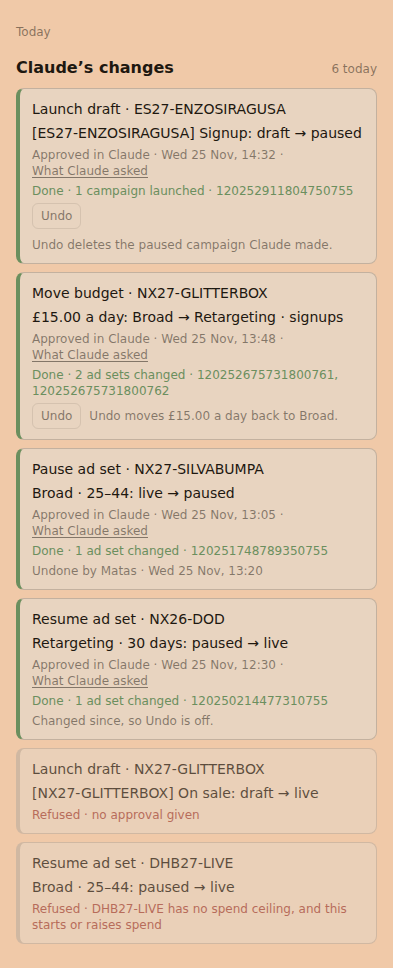 Today
Claude’s changes
6 today
Launch draft · ES27-ENZOSIRAGUSA
[ES27-ENZOSIRAGUSA] Signup: draft → paused
Approved in Claude · Wed 25 Nov, 14:32 ·
What Claude asked
Done · 1 campaign launched · 120252911804750755
Undo
Undo deletes the paused campaign Claude made.
Move budget · NX27-GLITTERBOX
£15.00 a day: Broad → Retargeting · signups
Approved in Claude · Wed 25 Nov, 13:48 ·
What Claude asked
Done · 2 ad sets changed · 120252675731800761,
120252675731800762
Undo
Undo moves £15.00 a day back to Broad.
Pause ad set · NX27-SILVABUMPA
Broad · 25–44: live → paused
Approved in Claude · Wed 25 Nov, 13:05 ·
What Claude asked
Done · 1 ad set changed · 120251748789350755
Undone by Matas · Wed 25 Nov, 13:20
Resume ad set · NX26-DOD
Retargeting · 30 days: paused → live
Approved in Claude · Wed 25 Nov, 12:30 ·
What Claude asked
Done · 1 ad set changed · 120250214477310755
Changed since, so Undo is off.
Launch draft · NX27-GLITTERBOX
[NX27-GLITTERBOX] On sale: draft → live
Refused · no approval given
Resume ad set · DHB27-LIVE
Broad · 25–44: paused → live
Refused · DHB27-LIVE has no spend ceiling, and this
starts or raises spend